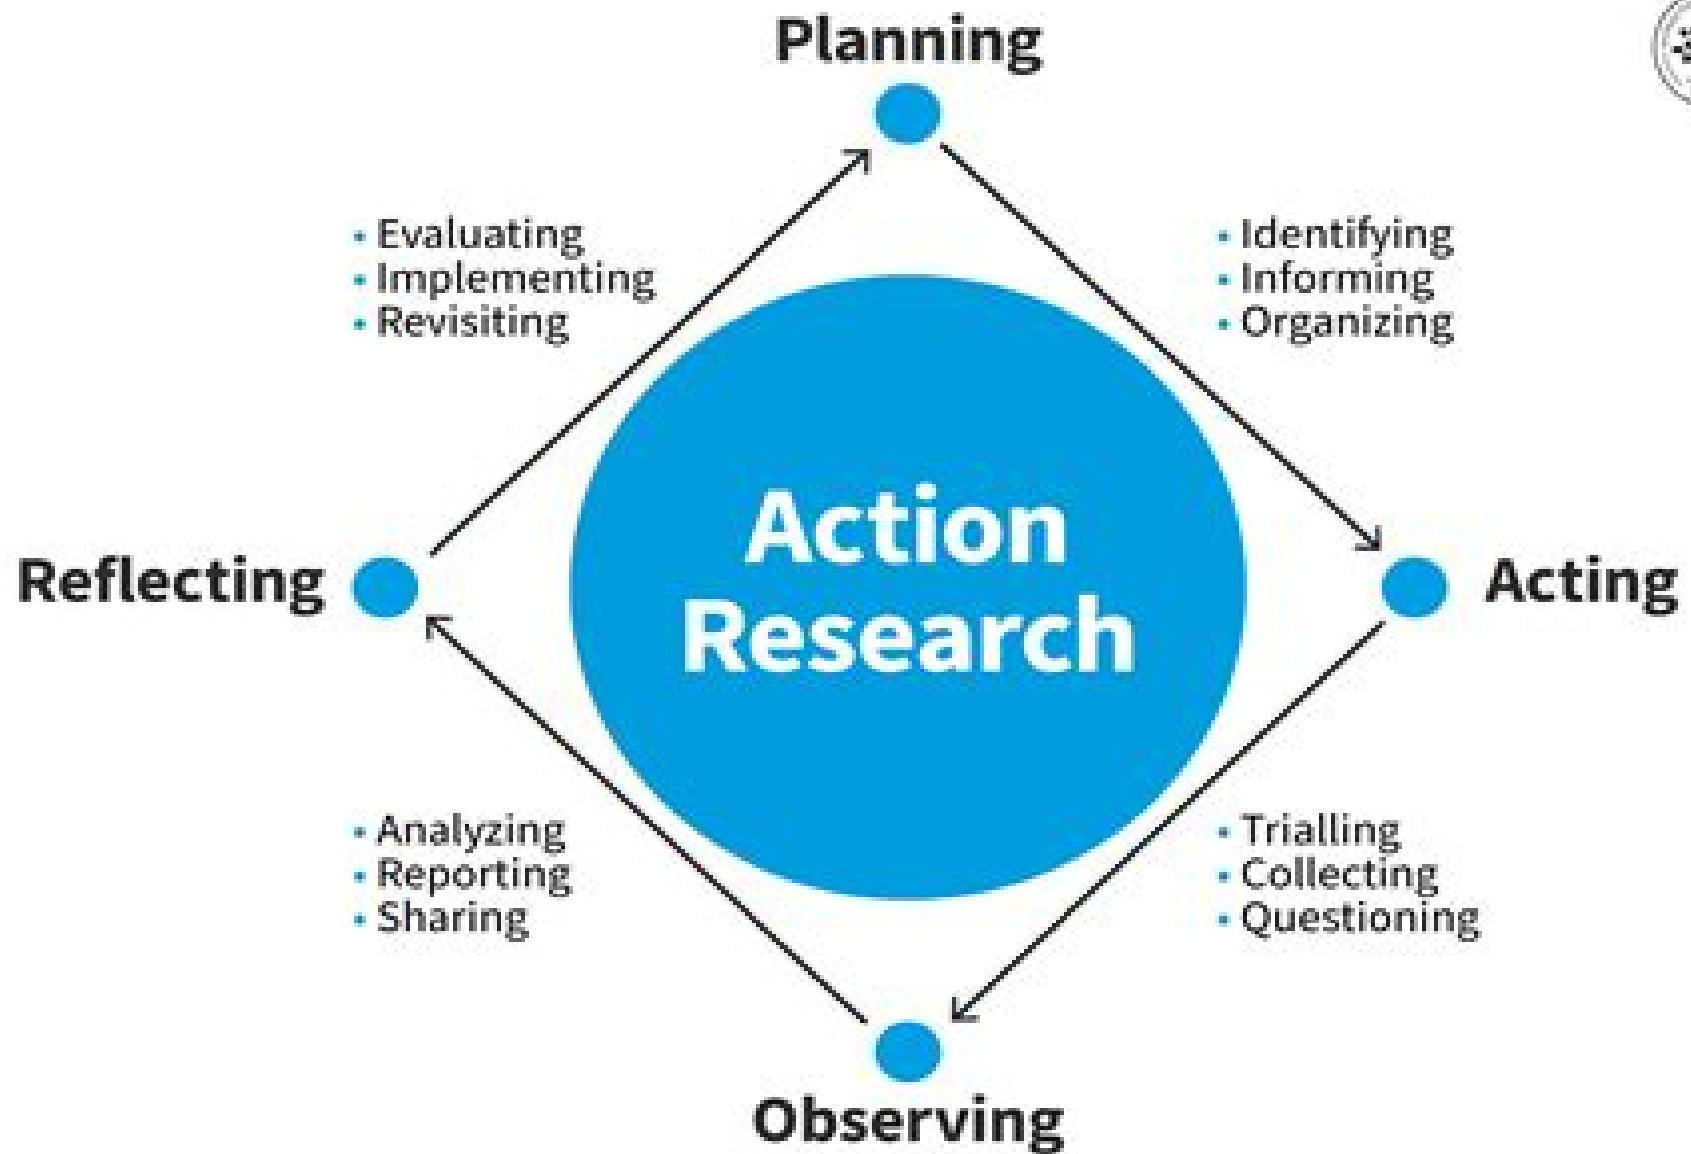 Planning
• Evaluating
• Implementing
• Revisiting
• Identifying
• Informing
• Organizing
Action
Research
Reflecting
Acting
• Analyzing
• Reporting
• Sharing
• Trialling
• Collecting
• Questioning
Observing